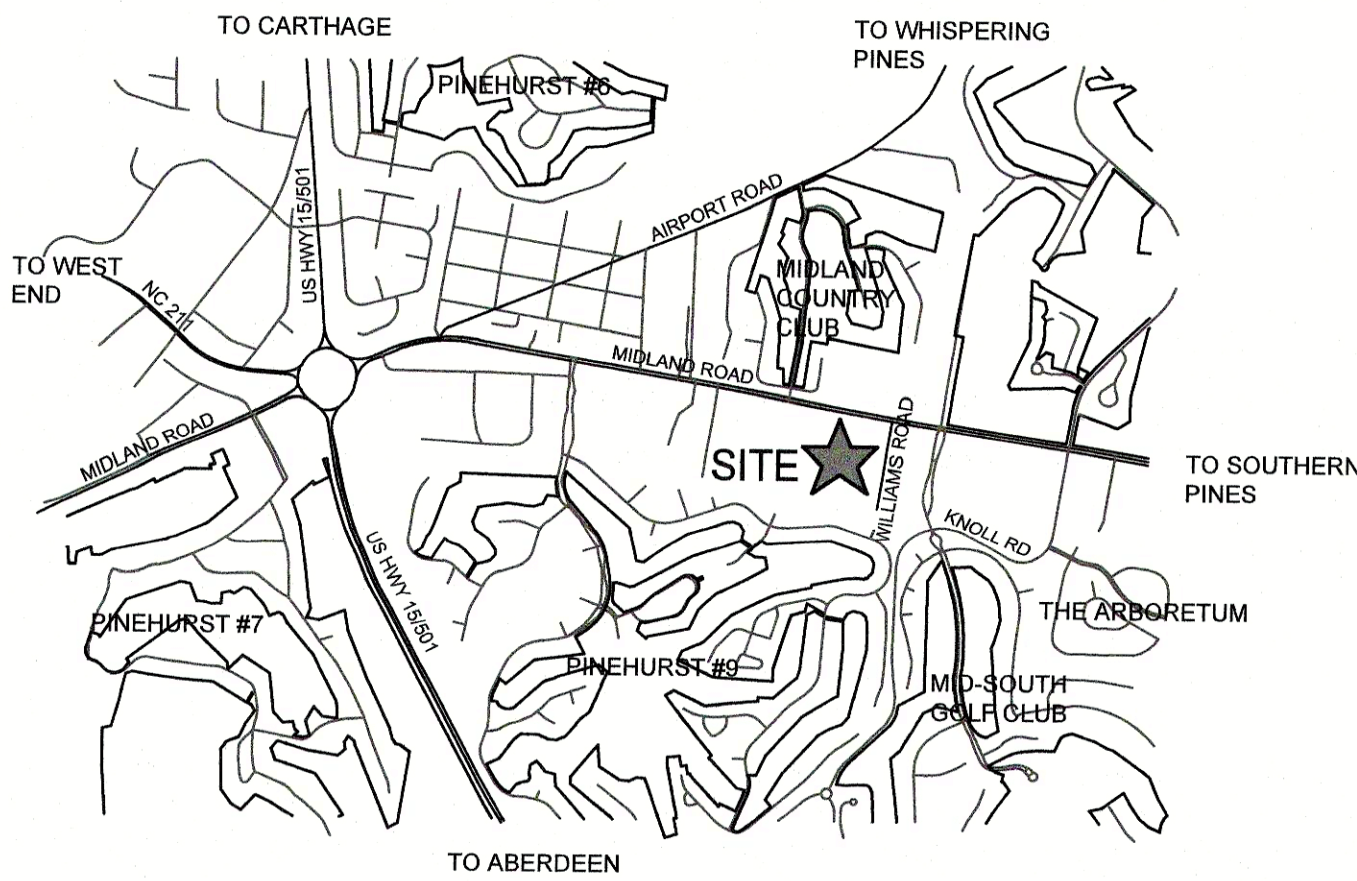 TO CARTHAGE
TO WHISPERING
PINES
PINEHURST #6
US HWY 15/501
AIRPORT ROAD
TO WEST
END
NC 211
MIDLAND
COUNTRY
CLUB
MIDLAND ROAD
MIDLAND ROAD
SITE
WILLIAMS ROAD
TO SOUTHERN
PINES
KNOLL RD
US HWY 15/501
PINEHURST #7
THE ARBORETUM
PINEHURST #9
MID-SOUTH
GOLF CLUB
TO ABERDEEN